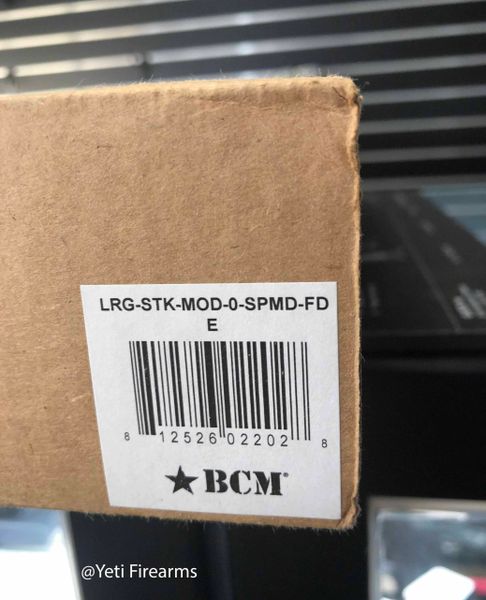 LRG-STK-MOD-0-SPMD-FD
E
8 12526 02202 8
BCM®
@Yeti Firearms